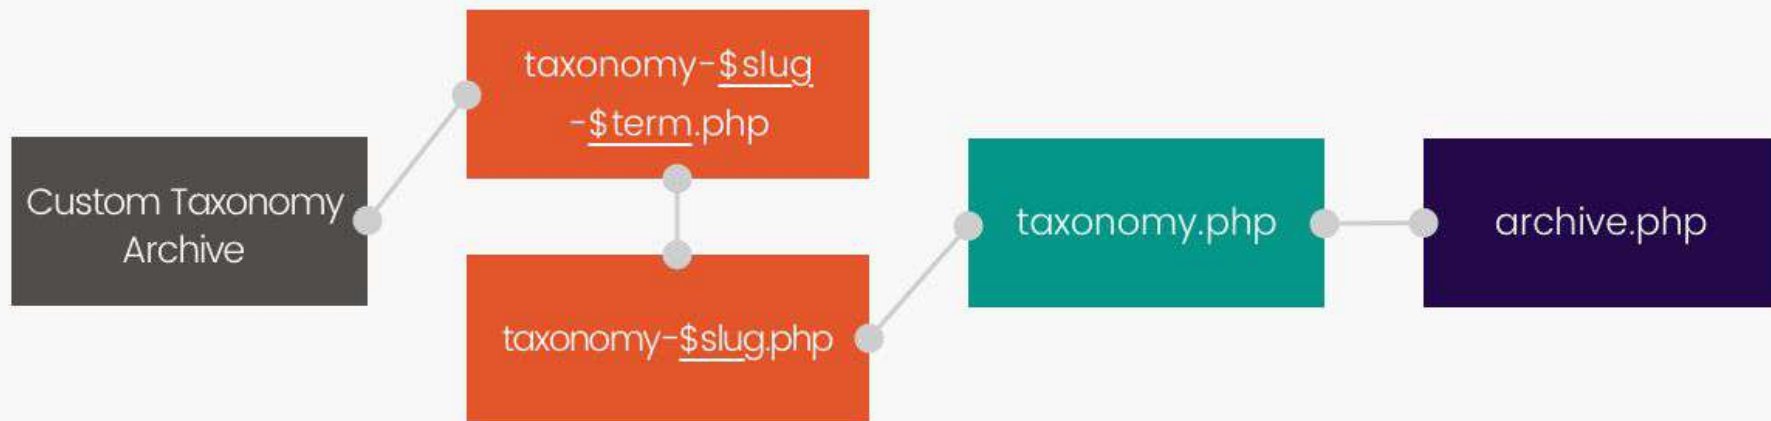 Custom Taxonomy
Archive
taxonomy-$slug
-$term.php
taxonomy-$slug.php
taxonomy.php
archive.php